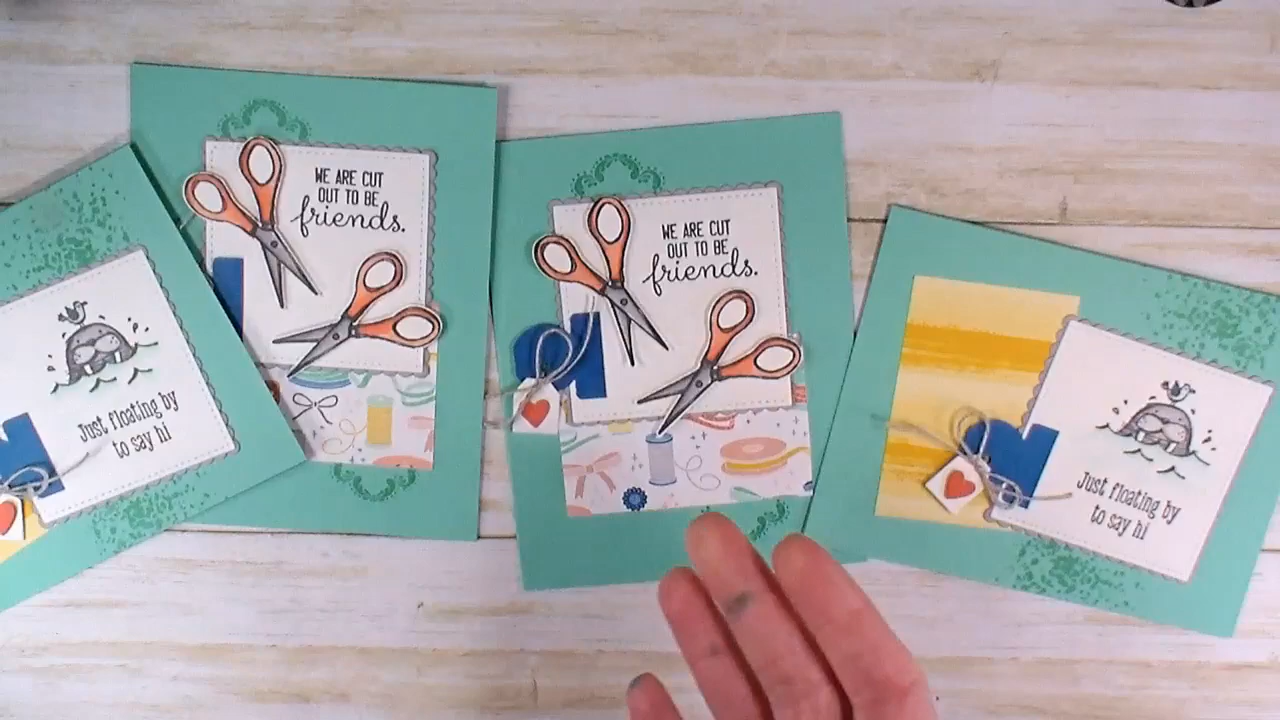 WE ARE CUT
OUT TO BE
friends.
WE ARE CUT
OUT TO BE
friends.
Just floating by
to say hi
Just floating by
to say hi